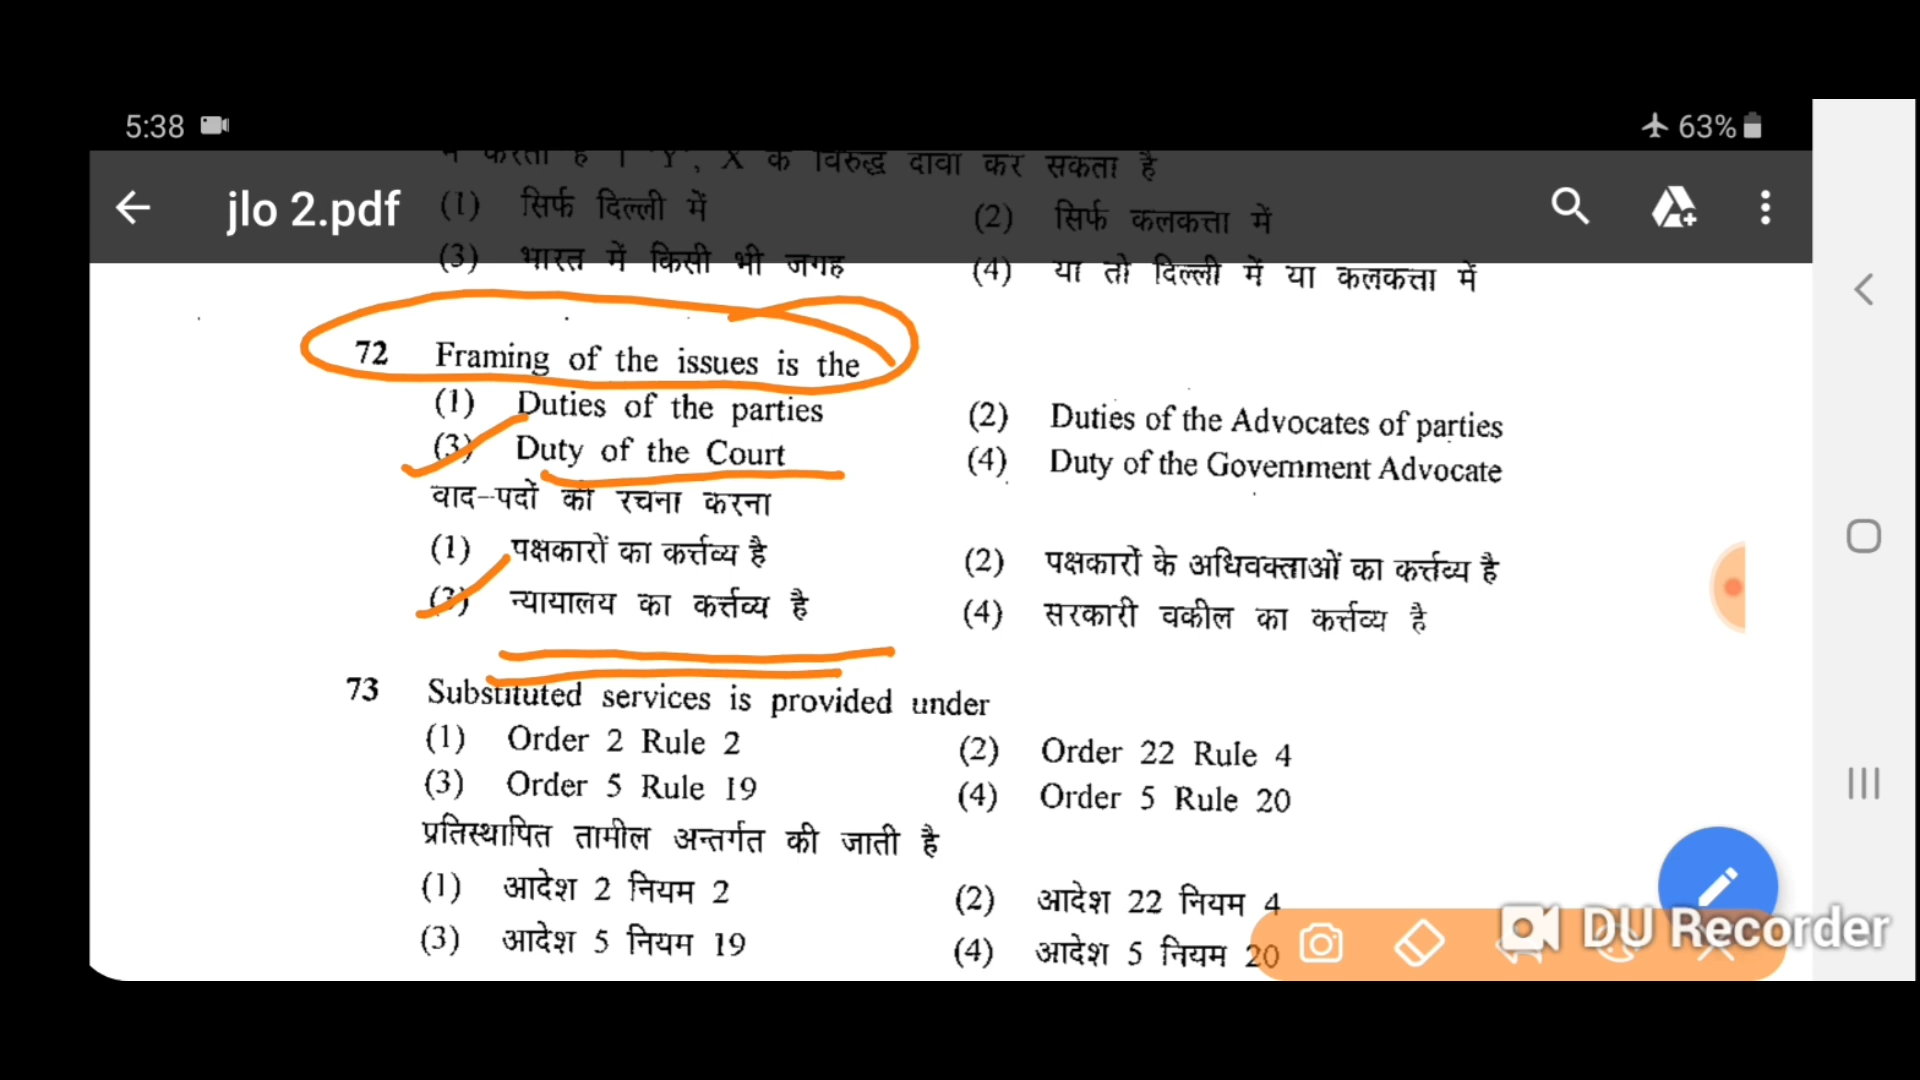 5:38 63%
में करता है । 'Y', X के विरुद्ध दावा कर सकता है
jlo 2.pdf
(1) सिर्फ दिल्ली में (2) सिर्फ कलकत्ता में
(3) भारत में किसी भी जगह (4) या तो दिल्ली में या कलकत्ता में
72 Framing of the issues is the
(1) Duties of the parties (2) Duties of the Advocates of parties
(3) Duty of the Court (4) Duty of the Government Advocate
वाद-पदों की रचना करना
(1) पक्षकारों का कर्त्तव्य है (2) पक्षकारों के अधिवक्ताओं का कर्त्तव्य है
(3) न्यायालय का कर्त्तव्य है (4) सरकारी वकील का कर्त्तव्य है
73 Substituted services is provided under
(1) Order 2 Rule 2 (2) Order 22 Rule 4
(3) Order 5 Rule 19 (4) Order 5 Rule 20
प्रतिस्थापित तामील अन्तर्गत की जाती है
(1) आदेश 2 नियम 2 (2) आदेश 22 नियम 4
(3) आदेश 5 नियम 19 (4) आदेश 5 नियम 20
DU Recorder